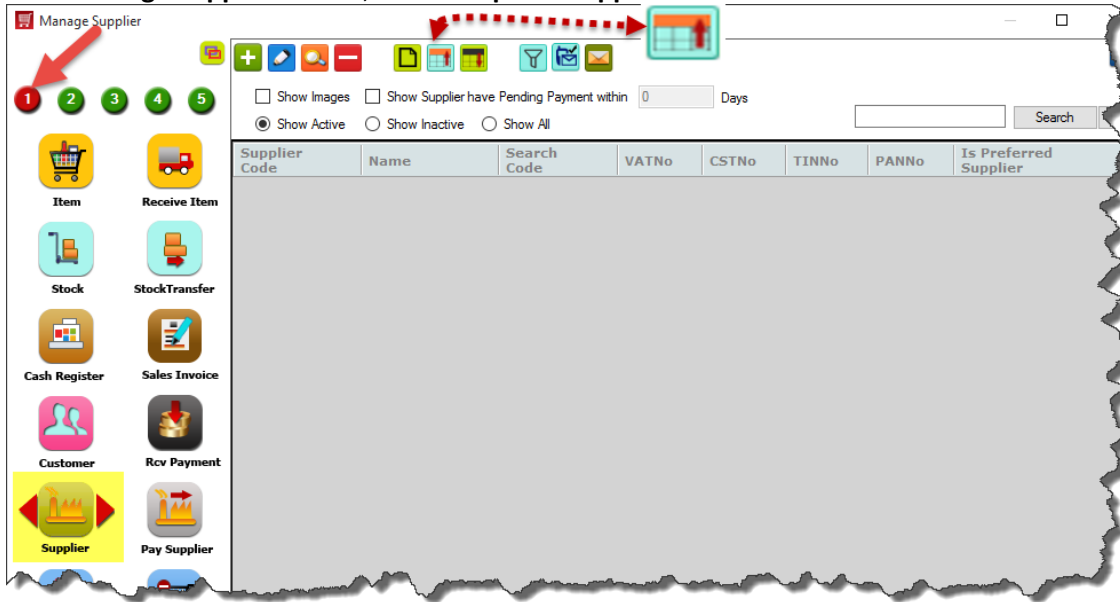 Manage Supplier
1 2 3 4 5
Show Images Show Supplier have Pending Payment within 0 Days
Show Active Show Inactive Show All Search
Supplier Code Name Search Code VATNo CSTNo TINNo PANNo Is Preferred Supplier
Item Receive Item
Stock StockTransfer
Cash Register Sales Invoice
Customer Rcv Payment
Supplier Pay Supplier